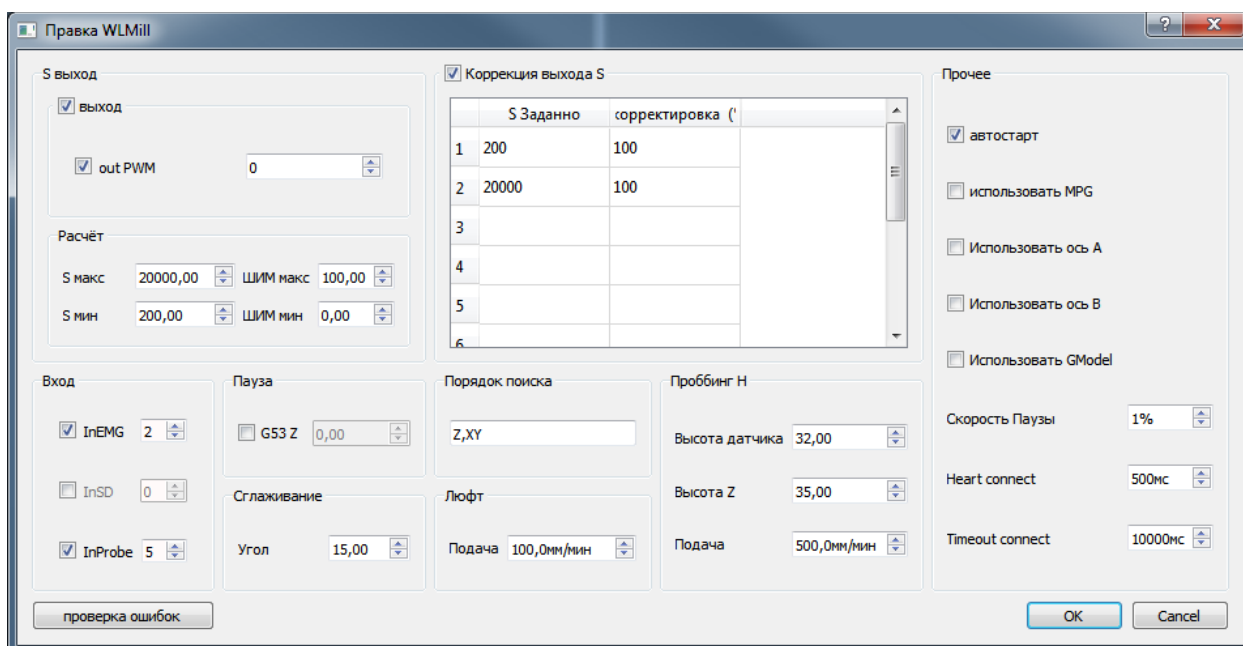 Правка WLMill
S выход
выход
out PWM 0
Расчёт
S макс 20000,00 ШИМ макс 100,00
S мин 200,00 ШИМ мин 0,00
Коррекция выхода S
S Заданно корректировка ('
1 200 100
2 20000 100
3
4
5
6
Прочее
автостарт
использовать MPG
Использовать ось A
Использовать ось B
Использовать GModel
Скорость Паузы 1%
Heart connect 500мс
Timeout connect 10000мс
Вход
InEMG 2
InSD 0
InProbe 5
Пауза
G53 Z 0,00
Сглаживание
Угол 15,00
Порядок поиска
Z,XY
Люфт
Подача 100,0мм/мин
Проббинг H
Высота датчика 32,00
Высота Z 35,00
Подача 500,0мм/мин
проверка ошибок
OK Cancel